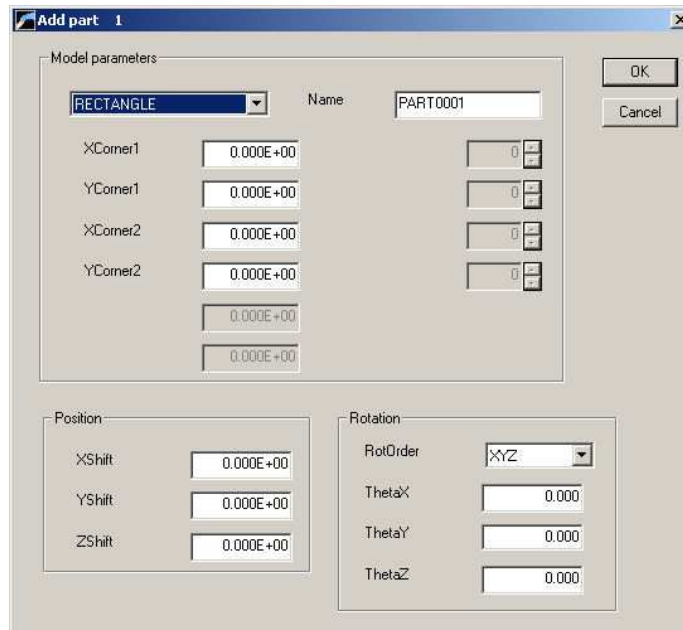 Add part 1
Model parameters
RECTANGLE
Name
PART0001
OK
Cancel
XCorner1
0.000E+00
0
YCorner1
0.000E+00
0
XCorner2
0.000E+00
0
YCorner2
0.000E+00
0
0.000E+00
0.000E+00
Position
XShift
0.000E+00
YShift
0.000E+00
ZShift
0.000E+00
Rotation
RotOrder
XYZ
ThetaX
0.000
ThetaY
0.000
ThetaZ
0.000